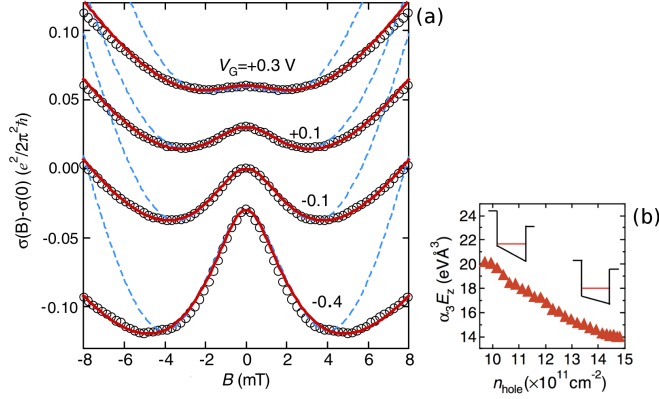 (a)
0.10
0.05
0.00
-0.05
-0.10
σ(B)-σ(0) (e²/2π²ħ)
V_G=+0.3 V
+0.1
-0.1
-0.4
-8 -6 -4 -2 0 2 4 6 8
B (mT)
(b)
24
22
20
18
16
14
α₃E_z (eVÅ³)
10 11 12 13 14 15
n_hole(×10¹¹cm⁻²)